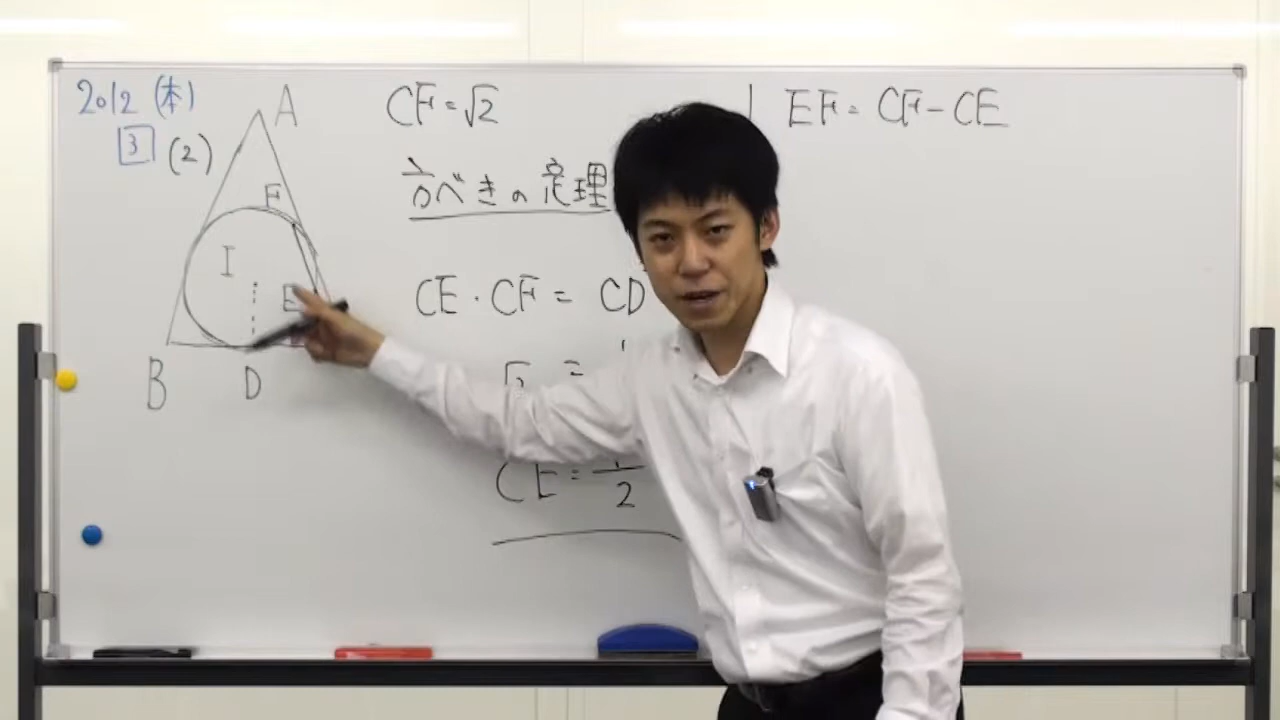 2012 (本)
3 (2)
A
F
I
E
B
D
CF=√2
方べきの定理
CE・CF = CD
CE=
2
EF= CF-CE